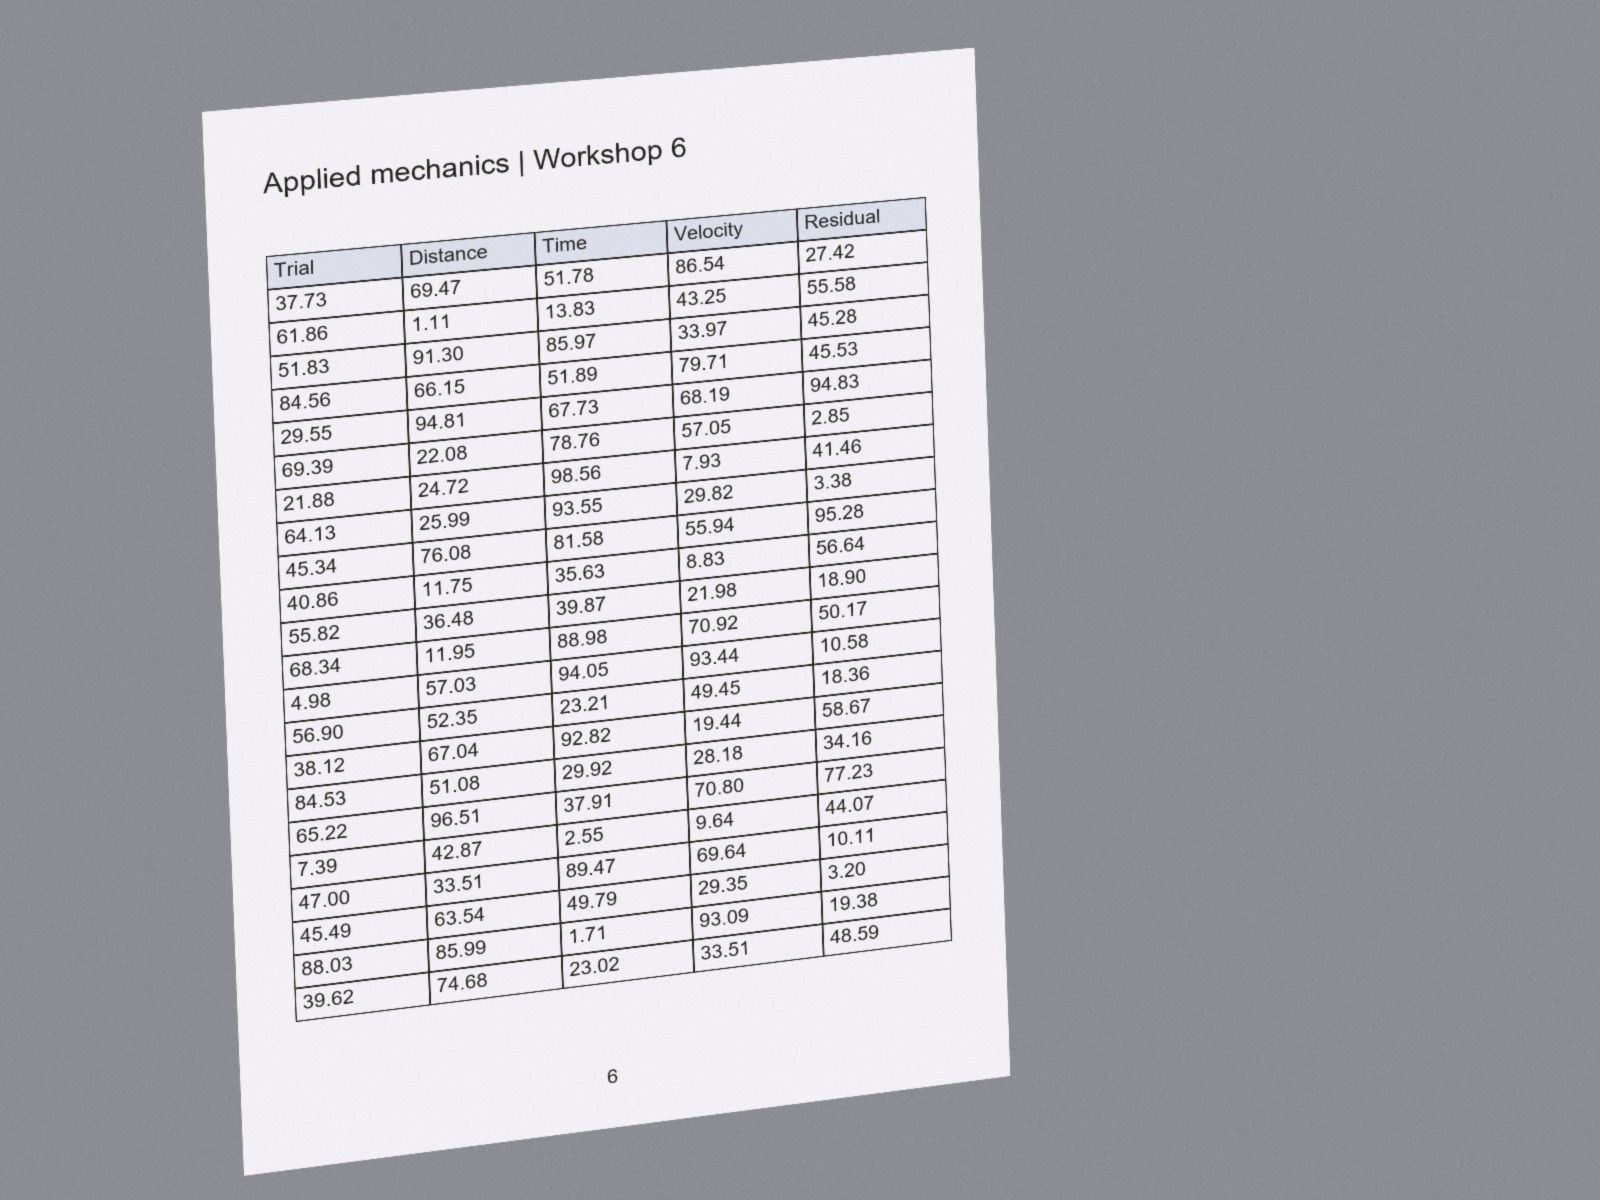 Applied mechanics | Workshop 6
Trial Distance Time Velocity Residual
37.73 69.47 51.78 86.54 27.42
61.86 1.11 13.83 43.25 55.58
51.83 91.30 85.97 33.97 45.28
84.56 66.15 51.89 79.71 45.53
29.55 94.81 67.73 68.19 94.83
69.39 22.08 78.76 57.05 2.85
21.88 24.72 98.56 7.93 41.46
64.13 25.99 93.55 29.82 3.38
45.34 76.08 81.58 55.94 95.28
40.86 11.75 35.63 8.83 56.64
55.82 36.48 39.87 21.98 18.90
68.34 11.95 88.98 70.92 50.17
4.98 57.03 94.05 93.44 10.58
56.90 52.35 23.21 49.45 18.36
38.12 67.04 92.82 19.44 58.67
84.53 51.08 29.92 28.18 34.16
65.22 96.51 37.91 70.80 77.23
7.39 42.87 2.55 9.64 44.07
47.00 33.51 89.47 69.64 10.11
45.49 63.54 49.79 29.35 3.20
88.03 85.99 1.71 93.09 19.38
39.62 74.68 23.02 33.51 48.59
6